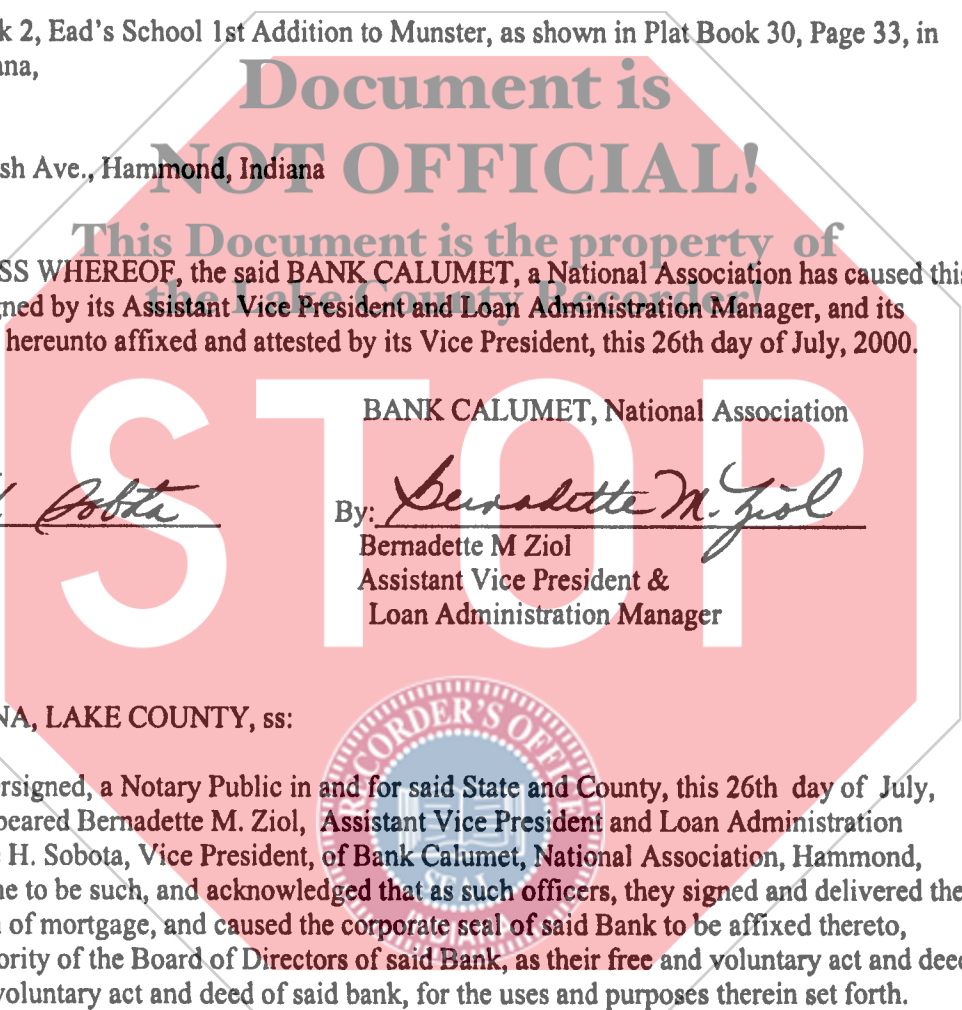 k 2, Ead's School 1st Addition to Munster, as shown in Plat Book 30, Page 33, in
ana,
Document is
sh Ave., Hammond, Indiana
NOT OFFICIAL!
This Document is the property of
SS WHEREOF, the said BANK CALUMET, a National Association has caused this
the Lake County Recorder!
ned by its Assistant Vice President and Loan Administration Manager, and its
hereunto affixed and attested by its Vice President, this 26th day of July, 2000.
STOP
BANK CALUMET, National Association
Sobota
By: Bernadette M. Ziol
Bernadette M Ziol
Assistant Vice President &
Loan Administration Manager
NA, LAKE COUNTY, ss:
RECORDER'S OFFICE
rsigned, a Notary Public in and for said State and County, this 26th day of July,
peared Bernadette M. Ziol, Assistant Vice President and Loan Administration
H. Sobota, Vice President, of Bank Calumet, National Association, Hammond,
SEAL
ne to be such, and acknowledged that as such officers, they signed and delivered the
of mortgage, and caused the corporate seal of said Bank to be affixed thereto,
INDIANA
ority of the Board of Directors of said Bank, as their free and voluntary act and deed
voluntary act and deed of said bank, for the uses and purposes therein set forth.